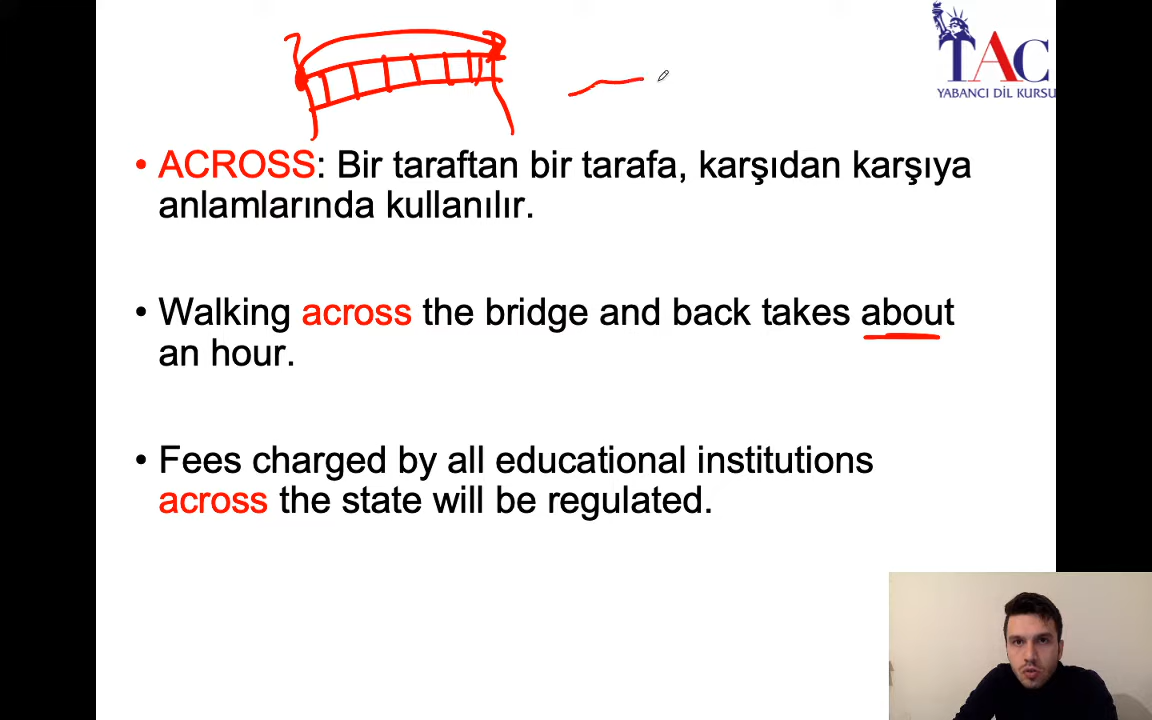 TAC
YABANCI DİL KURSU
• ACROSS: Bir taraftan bir tarafa, karşıdan karşıya
anlamlarında kullanılır.
• Walking across the bridge and back takes about
an hour.
• Fees charged by all educational institutions
across the state will be regulated.